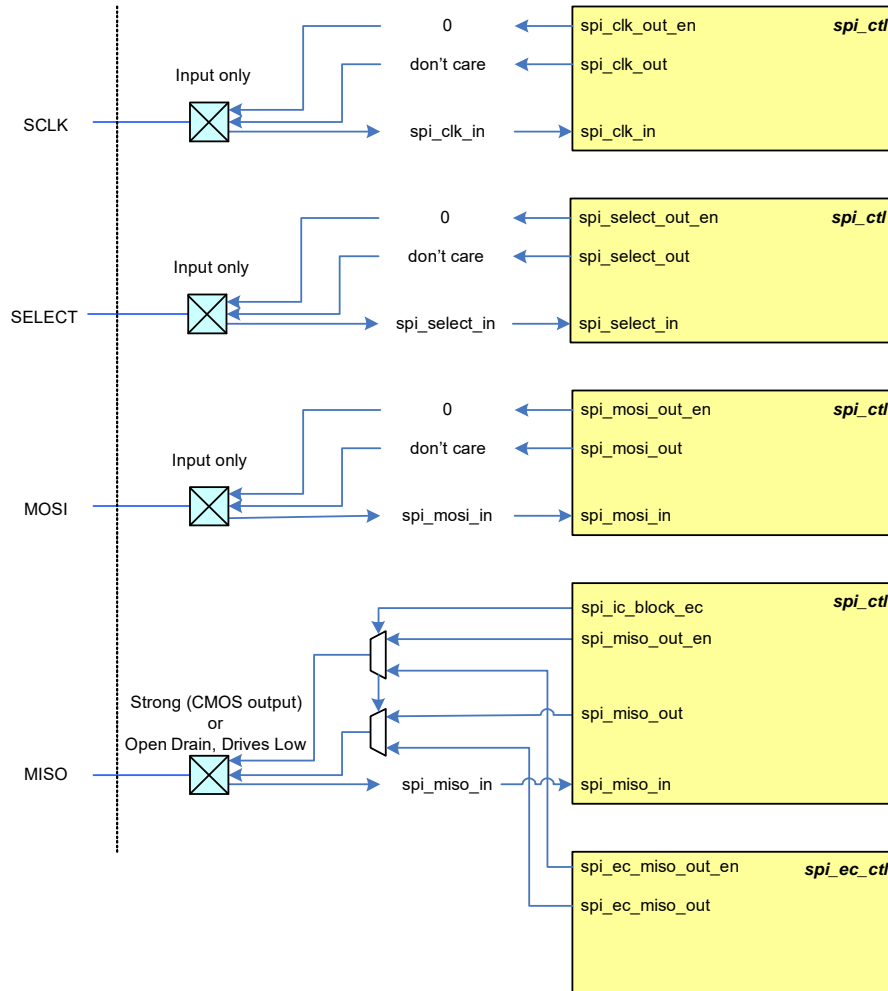 0
spi_clk_out_en
spi_ctl
Input only
don't care
spi_clk_out
SCLK
spi_clk_in
spi_clk_in
0
spi_select_out_en
spi_ctl
Input only
don't care
spi_select_out
SELECT
spi_select_in
spi_select_in
0
spi_mosi_out_en
spi_ctl
Input only
don't care
spi_mosi_out
MOSI
spi_mosi_in
spi_mosi_in
spi_ic_block_ec
spi_ctl
spi_miso_out_en
Strong (CMOS output)
or
Open Drain, Drives Low
spi_miso_out
MISO
spi_miso_in
spi_miso_in
spi_ec_miso_out_en
spi_ec_ctl
spi_ec_miso_out